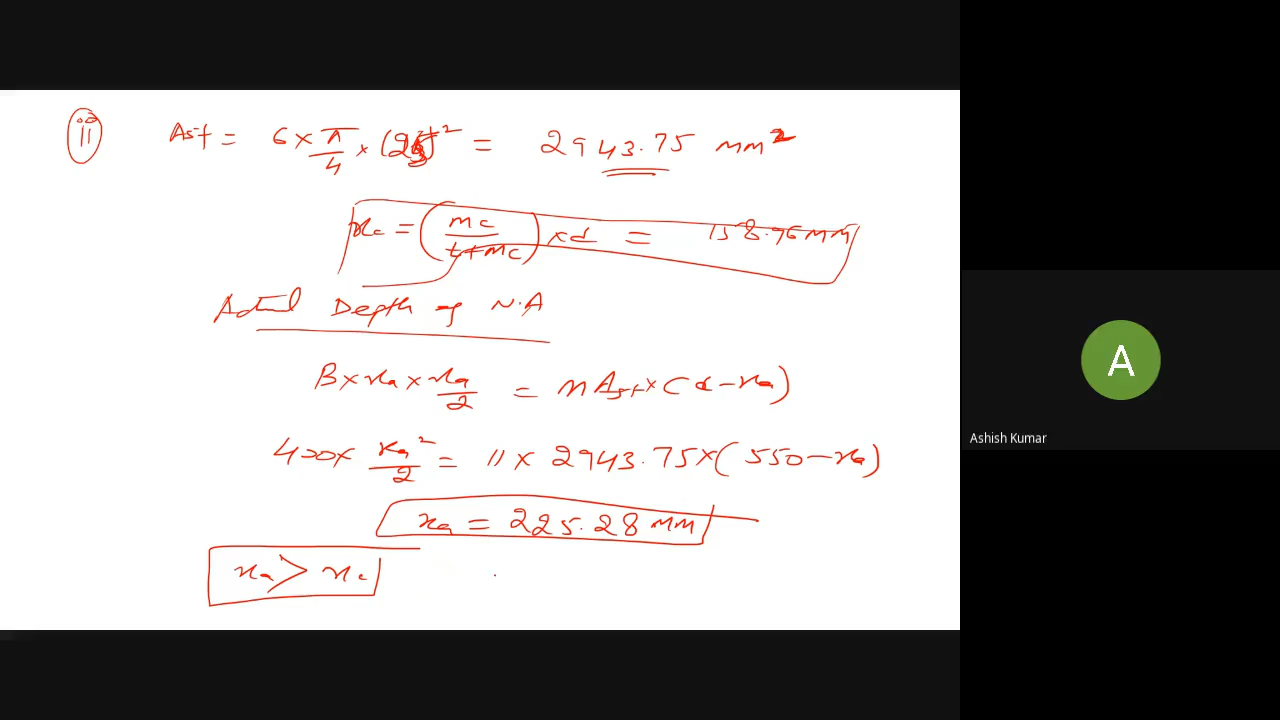 ii
Ast = 6 × π/4 × (25)² = 2943.75 mm²
xc = (mc/t+mc) × d = 158.76 mm
Actual Depth of N.A
B × xa × xa/2 = m Ast × (d - xa)
400 × xa²/2 = 11 × 2943.75 × (550 - xa)
xa = 225.28 mm
xa > xc
A
Ashish Kumar